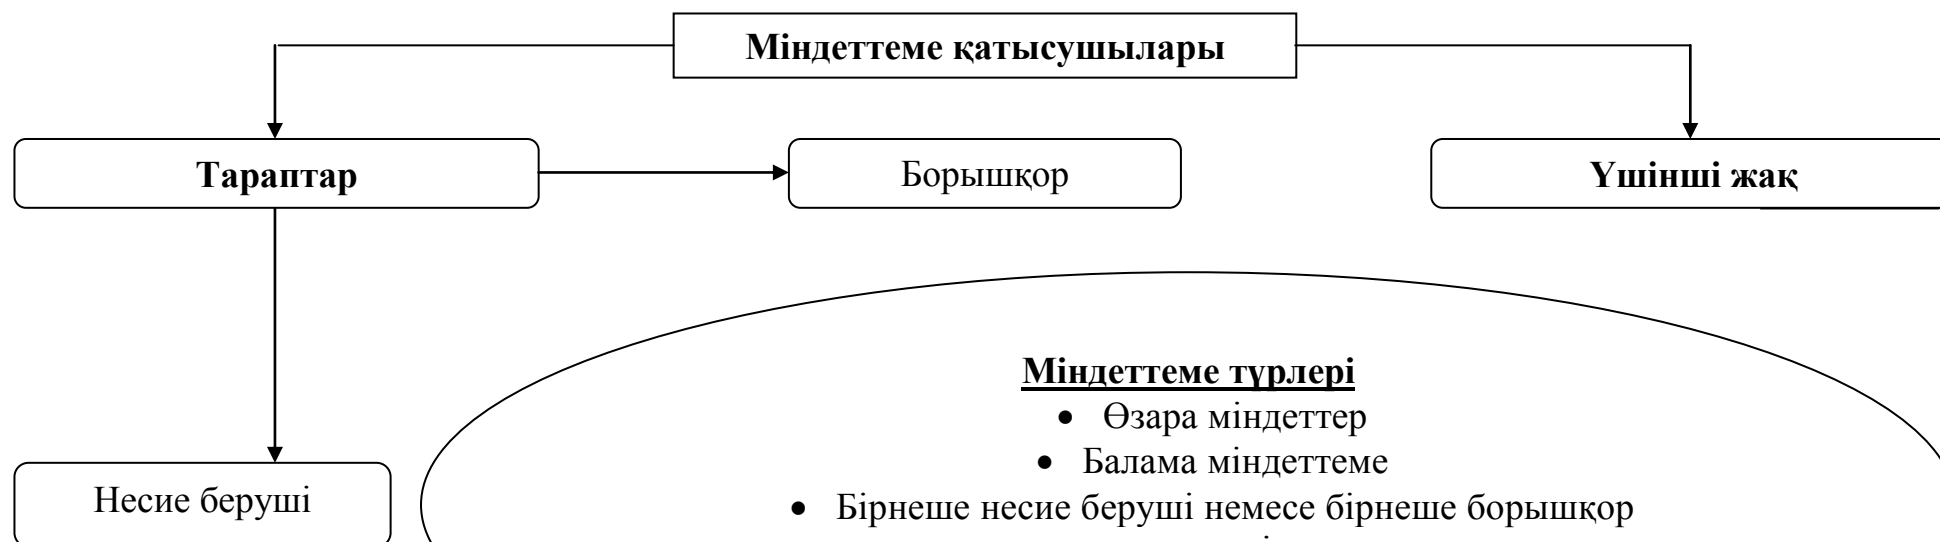 Міндеттеме қатысушылары
Тараптар
Борышқор
Үшінші жақ
Міндеттеме түрлері
• Өзара міндеттер
• Балама міндеттеме
Несие беруші
• Бірнеше несие беруші немесе бірнеше борышқор